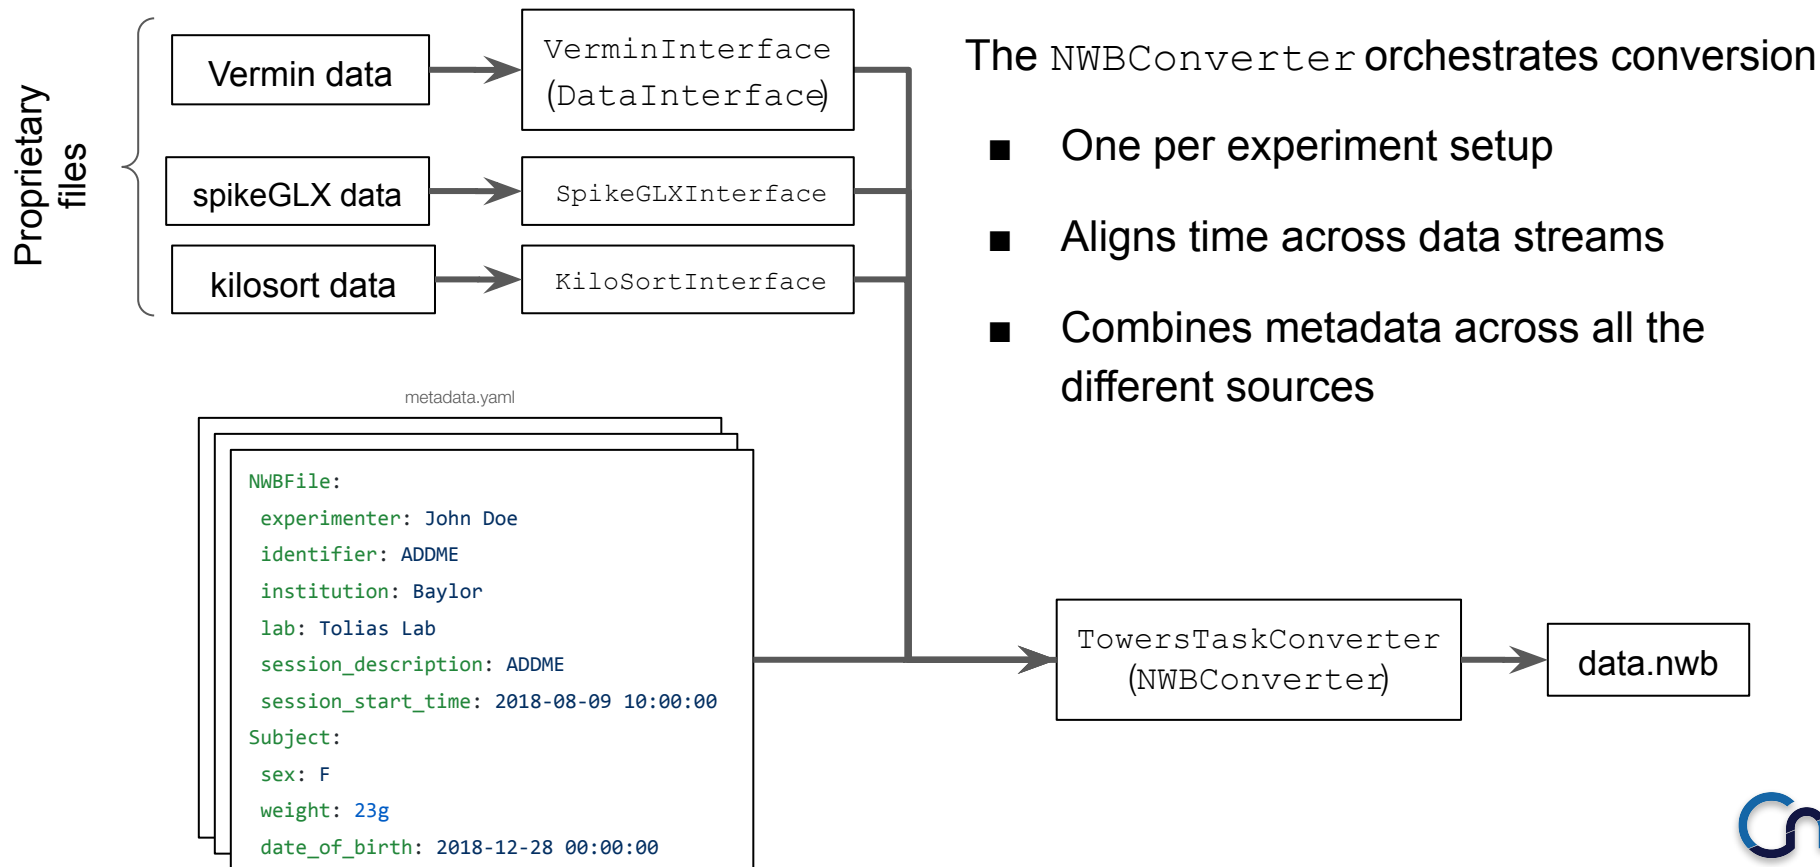 Proprietary
files
Vermin data
VerminInterface
(DataInterface)
spikeGLX data
SpikeGLXInterface
kilosort data
KiloSortInterface
The NWBConverter orchestrates conversion
■ One per experiment setup
■ Aligns time across data streams
■ Combines metadata across all the
different sources
metadata.yaml
NWBFile:
experimenter: John Doe
identifier: ADDME
institution: Baylor
lab: Tolias Lab
session_description: ADDME
session_start_time: 2018-08-09 10:00:00
Subject:
sex: F
weight: 23g
date_of_birth: 2018-12-28 00:00:00
TowersTaskConverter
(NWBConverter)
data.nwb